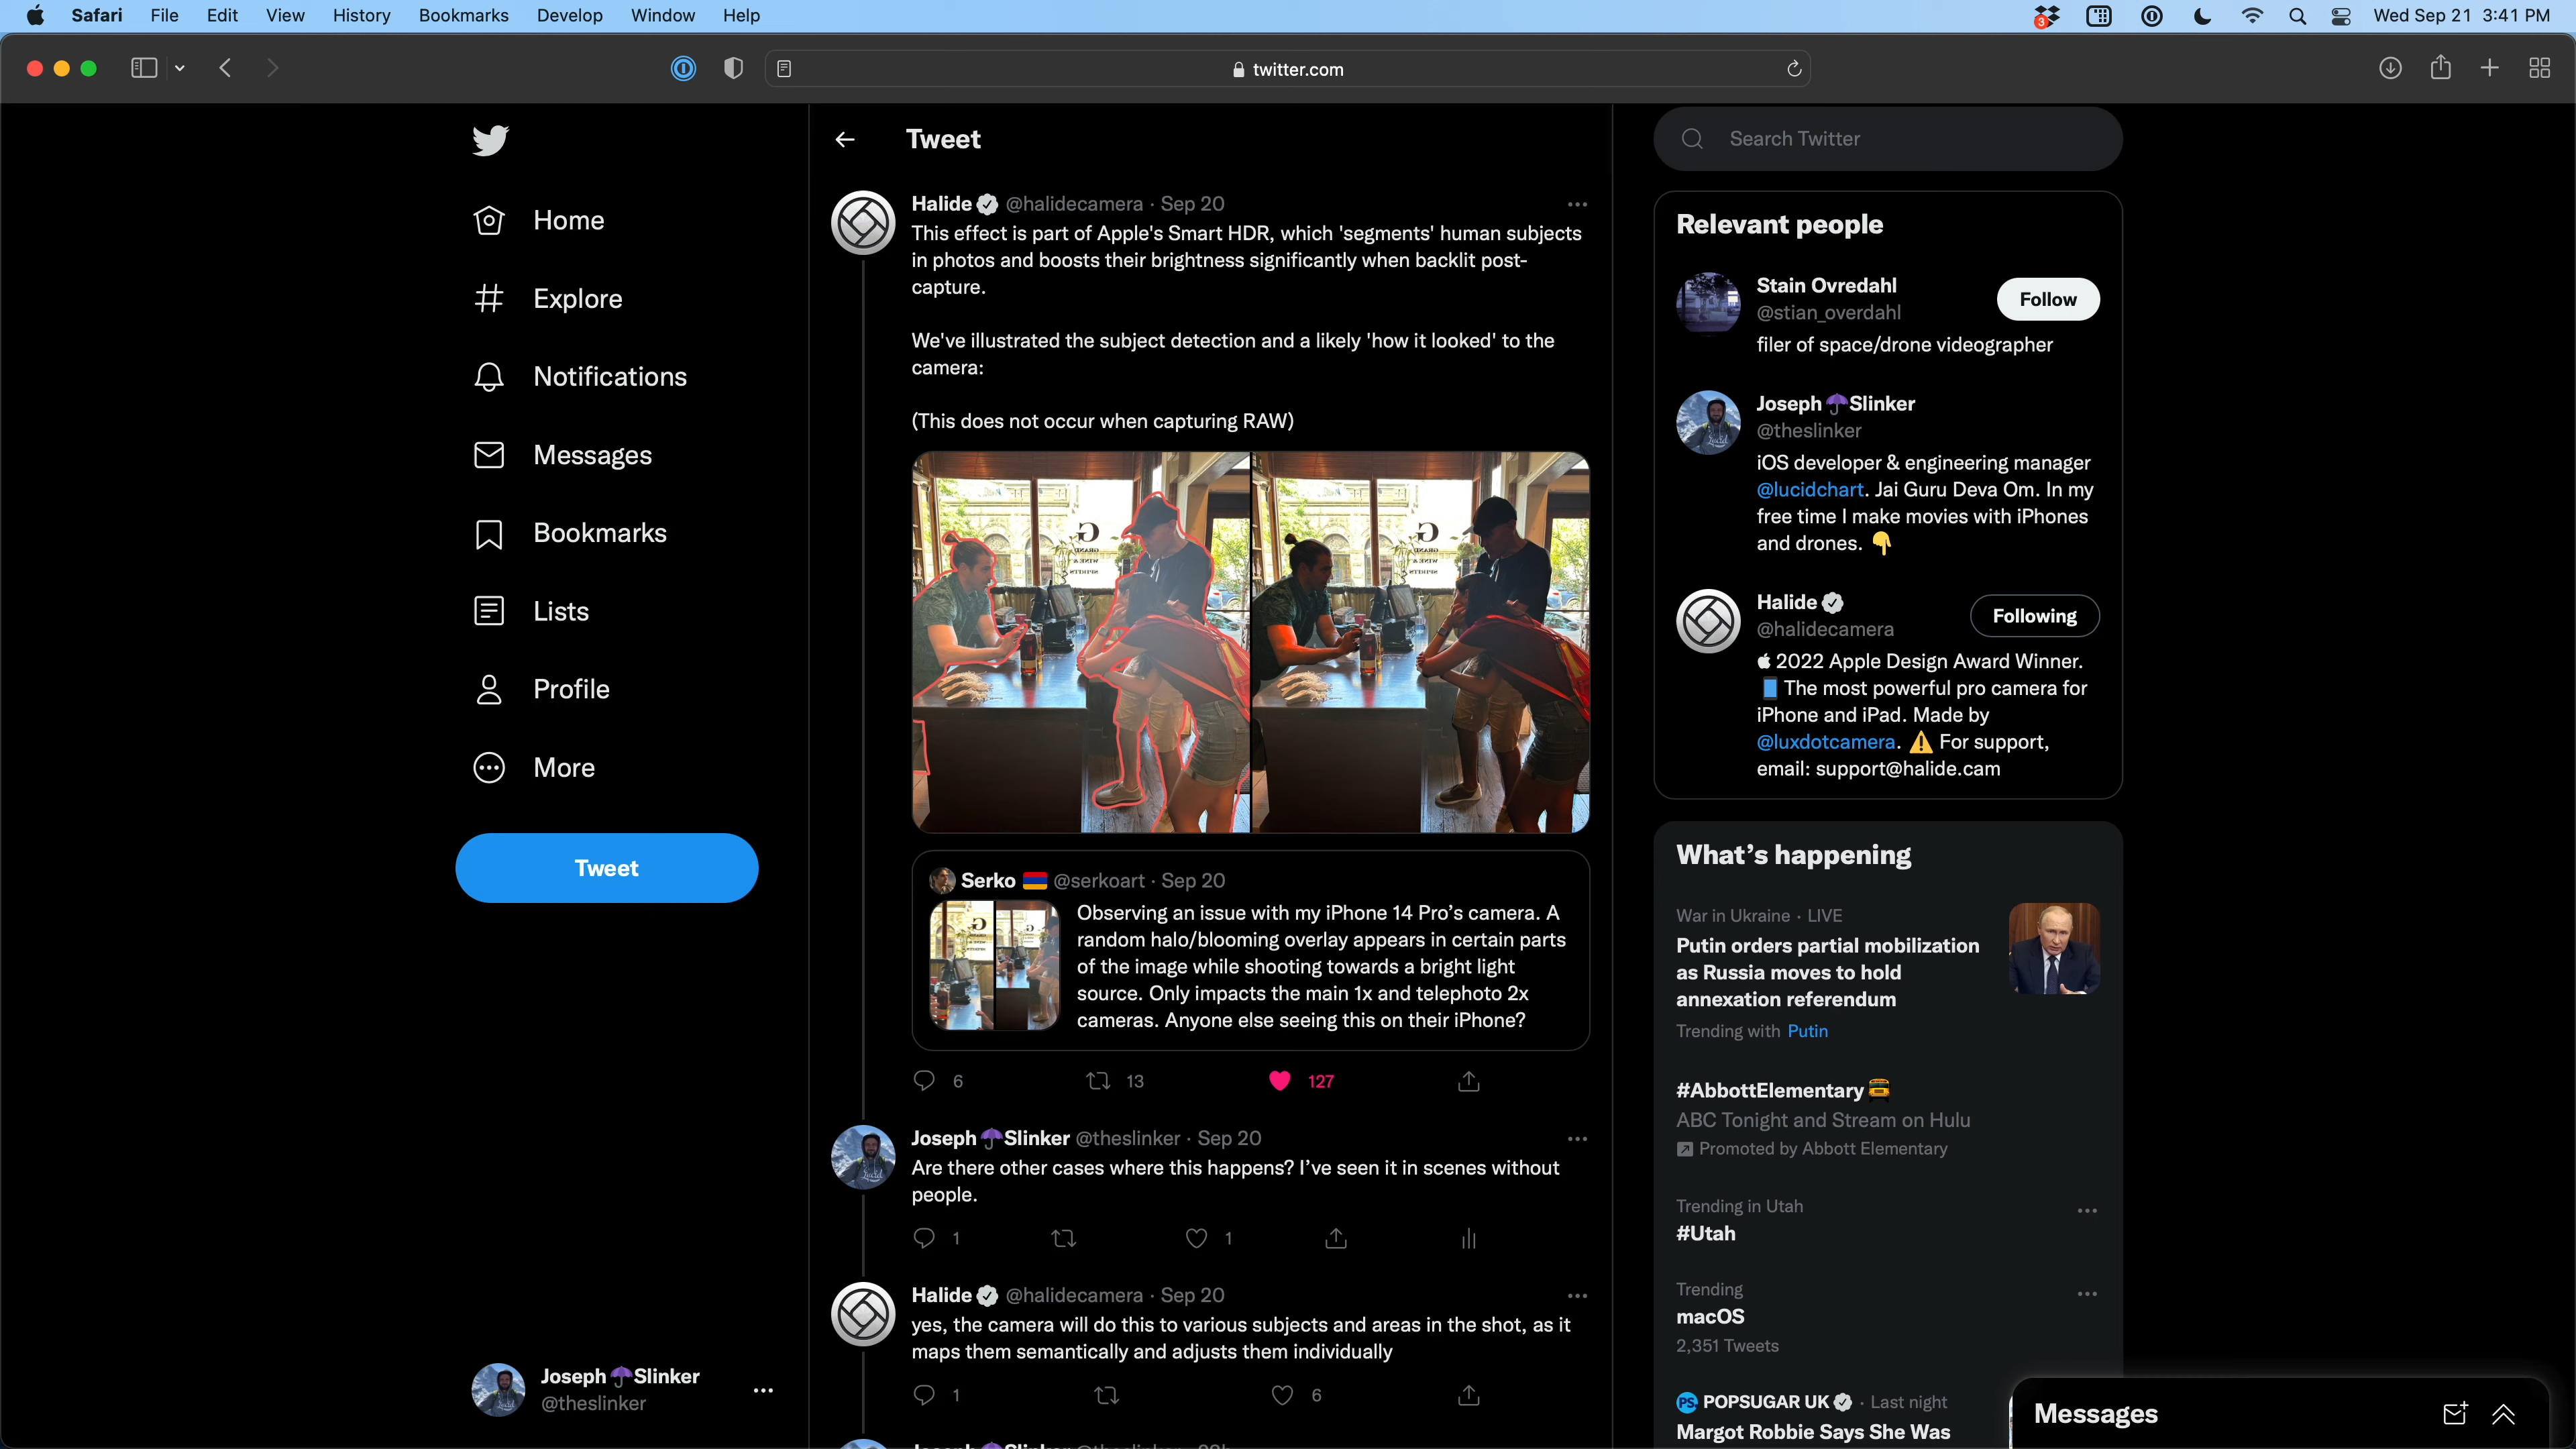 Safari File Edit View History Bookmarks Develop Window Help
3
Wed Sep 21 3:41 PM
twitter.com
Home
Explore
Notifications
Messages
Bookmarks
Lists
Profile
More
Tweet
Joseph☂Slinker
@theslinker
Tweet
Halide @halidecamera · Sep 20
This effect is part of Apple's Smart HDR, which 'segments' human subjects
in photos and boosts their brightness significantly when backlit post-
capture.
We've illustrated the subject detection and a likely 'how it looked' to the
camera:
(This does not occur when capturing RAW)
Serko 🇦🇲 @serkoart · Sep 20
Observing an issue with my iPhone 14 Pro’s camera. A
random halo/blooming overlay appears in certain parts
of the image while shooting towards a bright light
source. Only impacts the main 1x and telephoto 2x
cameras. Anyone else seeing this on their iPhone?
6 13 127
Joseph☂Slinker @theslinker · Sep 20
Are there other cases where this happens? I’ve seen it in scenes without
people.
1 1
Halide @halidecamera · Sep 20
yes, the camera will do this to various subjects and areas in the shot, as it
maps them semantically and adjusts them individually
1 6
Search Twitter
Relevant people
Stain Ovredahl
@stian_overdahl
Follow
filer of space/drone videographer
Joseph☂Slinker
@theslinker
iOS developer & engineering manager
@lucidchart. Jai Guru Deva Om. In my
free time I make movies with iPhones
and drones. 👇
Halide
@halidecamera
Following
 2022 Apple Design Award Winner.
📱 The most powerful pro camera for
iPhone and iPad. Made by
@luxdotcamera. ⚠️ For support,
email: support@halide.cam
What’s happening
War in Ukraine · LIVE
Putin orders partial mobilization
as Russia moves to hold
annexation referendum
Trending with Putin
#AbbottElementary
ABC Tonight and Stream on Hulu
Promoted by Abbott Elementary
Trending in Utah
#Utah
Trending
macOS
2,351 Tweets
PS POPSUGAR UK · Last night
Margot Robbie Says She Was
Messages